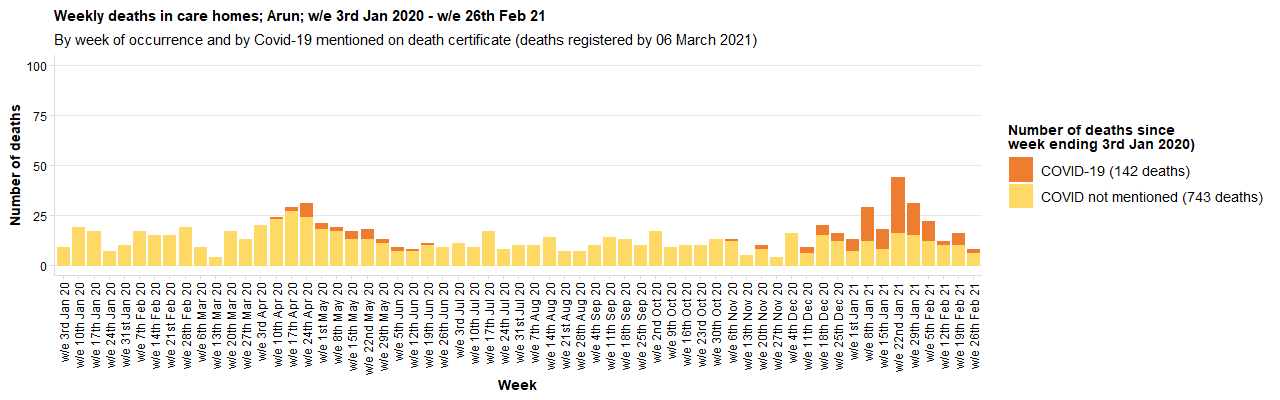 Weekly deaths in care homes; Arun; w/e 3rd Jan 2020 - w/e 26th Feb 21
By week of occurrence and by Covid-19 mentioned on death certificate (deaths registered by 06 March 2021)
Number of deaths
100
75
50
25
0
w/e 3rd Jan 20
w/e 10th Jan 20
w/e 17th Jan 20
w/e 24th Jan 20
w/e 31st Jan 20
w/e 7th Feb 20
w/e 14th Feb 20
w/e 21st Feb 20
w/e 28th Feb 20
w/e 6th Mar 20
w/e 13th Mar 20
w/e 20th Mar 20
w/e 27th Mar 20
w/e 3rd Apr 20
w/e 10th Apr 20
w/e 17th Apr 20
w/e 24th Apr 20
w/e 1st May 20
w/e 8th May 20
w/e 15th May 20
w/e 22nd May 20
w/e 29th May 20
w/e 5th Jun 20
w/e 12th Jun 20
w/e 19th Jun 20
w/e 26th Jun 20
w/e 3rd Jul 20
w/e 10th Jul 20
w/e 17th Jul 20
w/e 24th Jul 20
w/e 31st Jul 20
w/e 7th Aug 20
w/e 14th Aug 20
w/e 21st Aug 20
w/e 28th Aug 20
w/e 4th Sep 20
w/e 11th Sep 20
w/e 18th Sep 20
w/e 25th Sep 20
w/e 2nd Oct 20
w/e 9th Oct 20
w/e 16th Oct 20
w/e 23rd Oct 20
w/e 30th Oct 20
w/e 6th Nov 20
w/e 13th Nov 20
w/e 20th Nov 20
w/e 27th Nov 20
w/e 4th Dec 20
w/e 11th Dec 20
w/e 18th Dec 20
w/e 25th Dec 20
w/e 1st Jan 21
w/e 8th Jan 21
w/e 15th Jan 21
w/e 22nd Jan 21
w/e 29th Jan 21
w/e 5th Feb 21
w/e 12th Feb 21
w/e 19th Feb 21
w/e 26th Feb 21
Week
Number of deaths since
week ending 3rd Jan 2020)
COVID-19 (142 deaths)
COVID not mentioned (743 deaths)